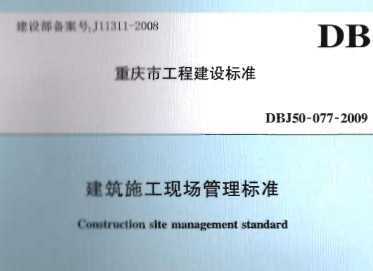 建设部备案号,J11311-2008
DB
重庆市工程建设标准
DBJ50-077-2009
建筑施工现场管理标准
Construction site management standard